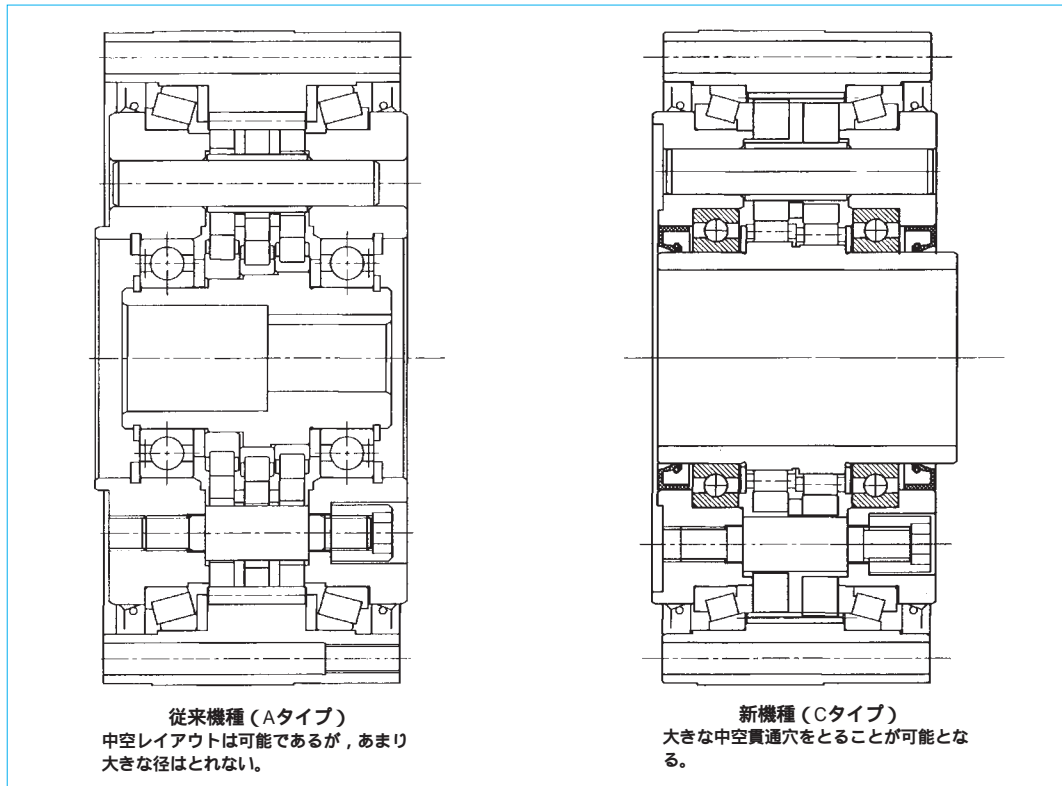 従来機種（Aタイプ）
中空レイアウトは可能であるが，あまり
大きな径はとれない。
新機種（Cタイプ）
大きな中空貫通穴をとることが可能とな
る。